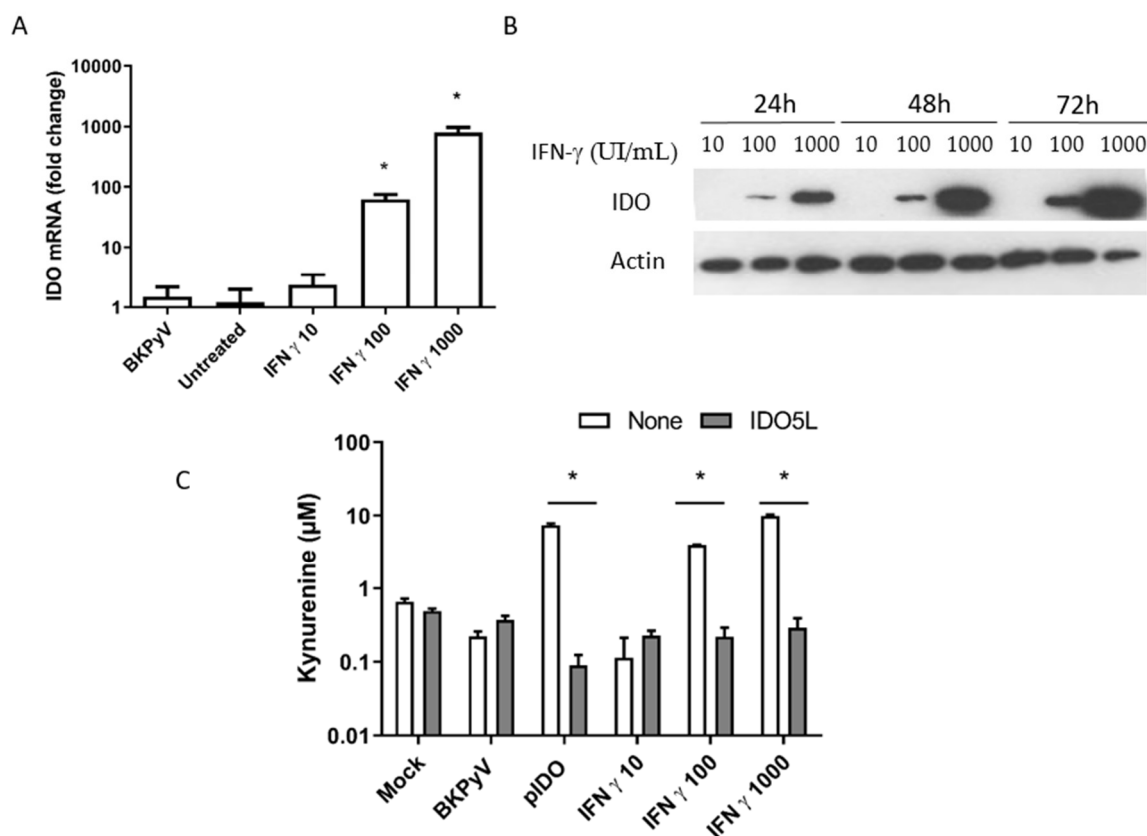 A
IDO mRNA (fold change)
10000
1000
100
10
1
*
*
BKPyV
Untreated
IFN γ 10
IFN γ 100
IFN γ 1000
B
24h 48h 72h
IFN-γ (UI/mL) 10 100 1000 10 100 1000 10 100 1000
IDO
Actin
C
None IDO5L
Kynurenine (µM)
100
10
1
0.1
0.01
* * *
Mock
BKPyV
pIDO
IFN γ 10
IFN γ 100
IFN γ 1000